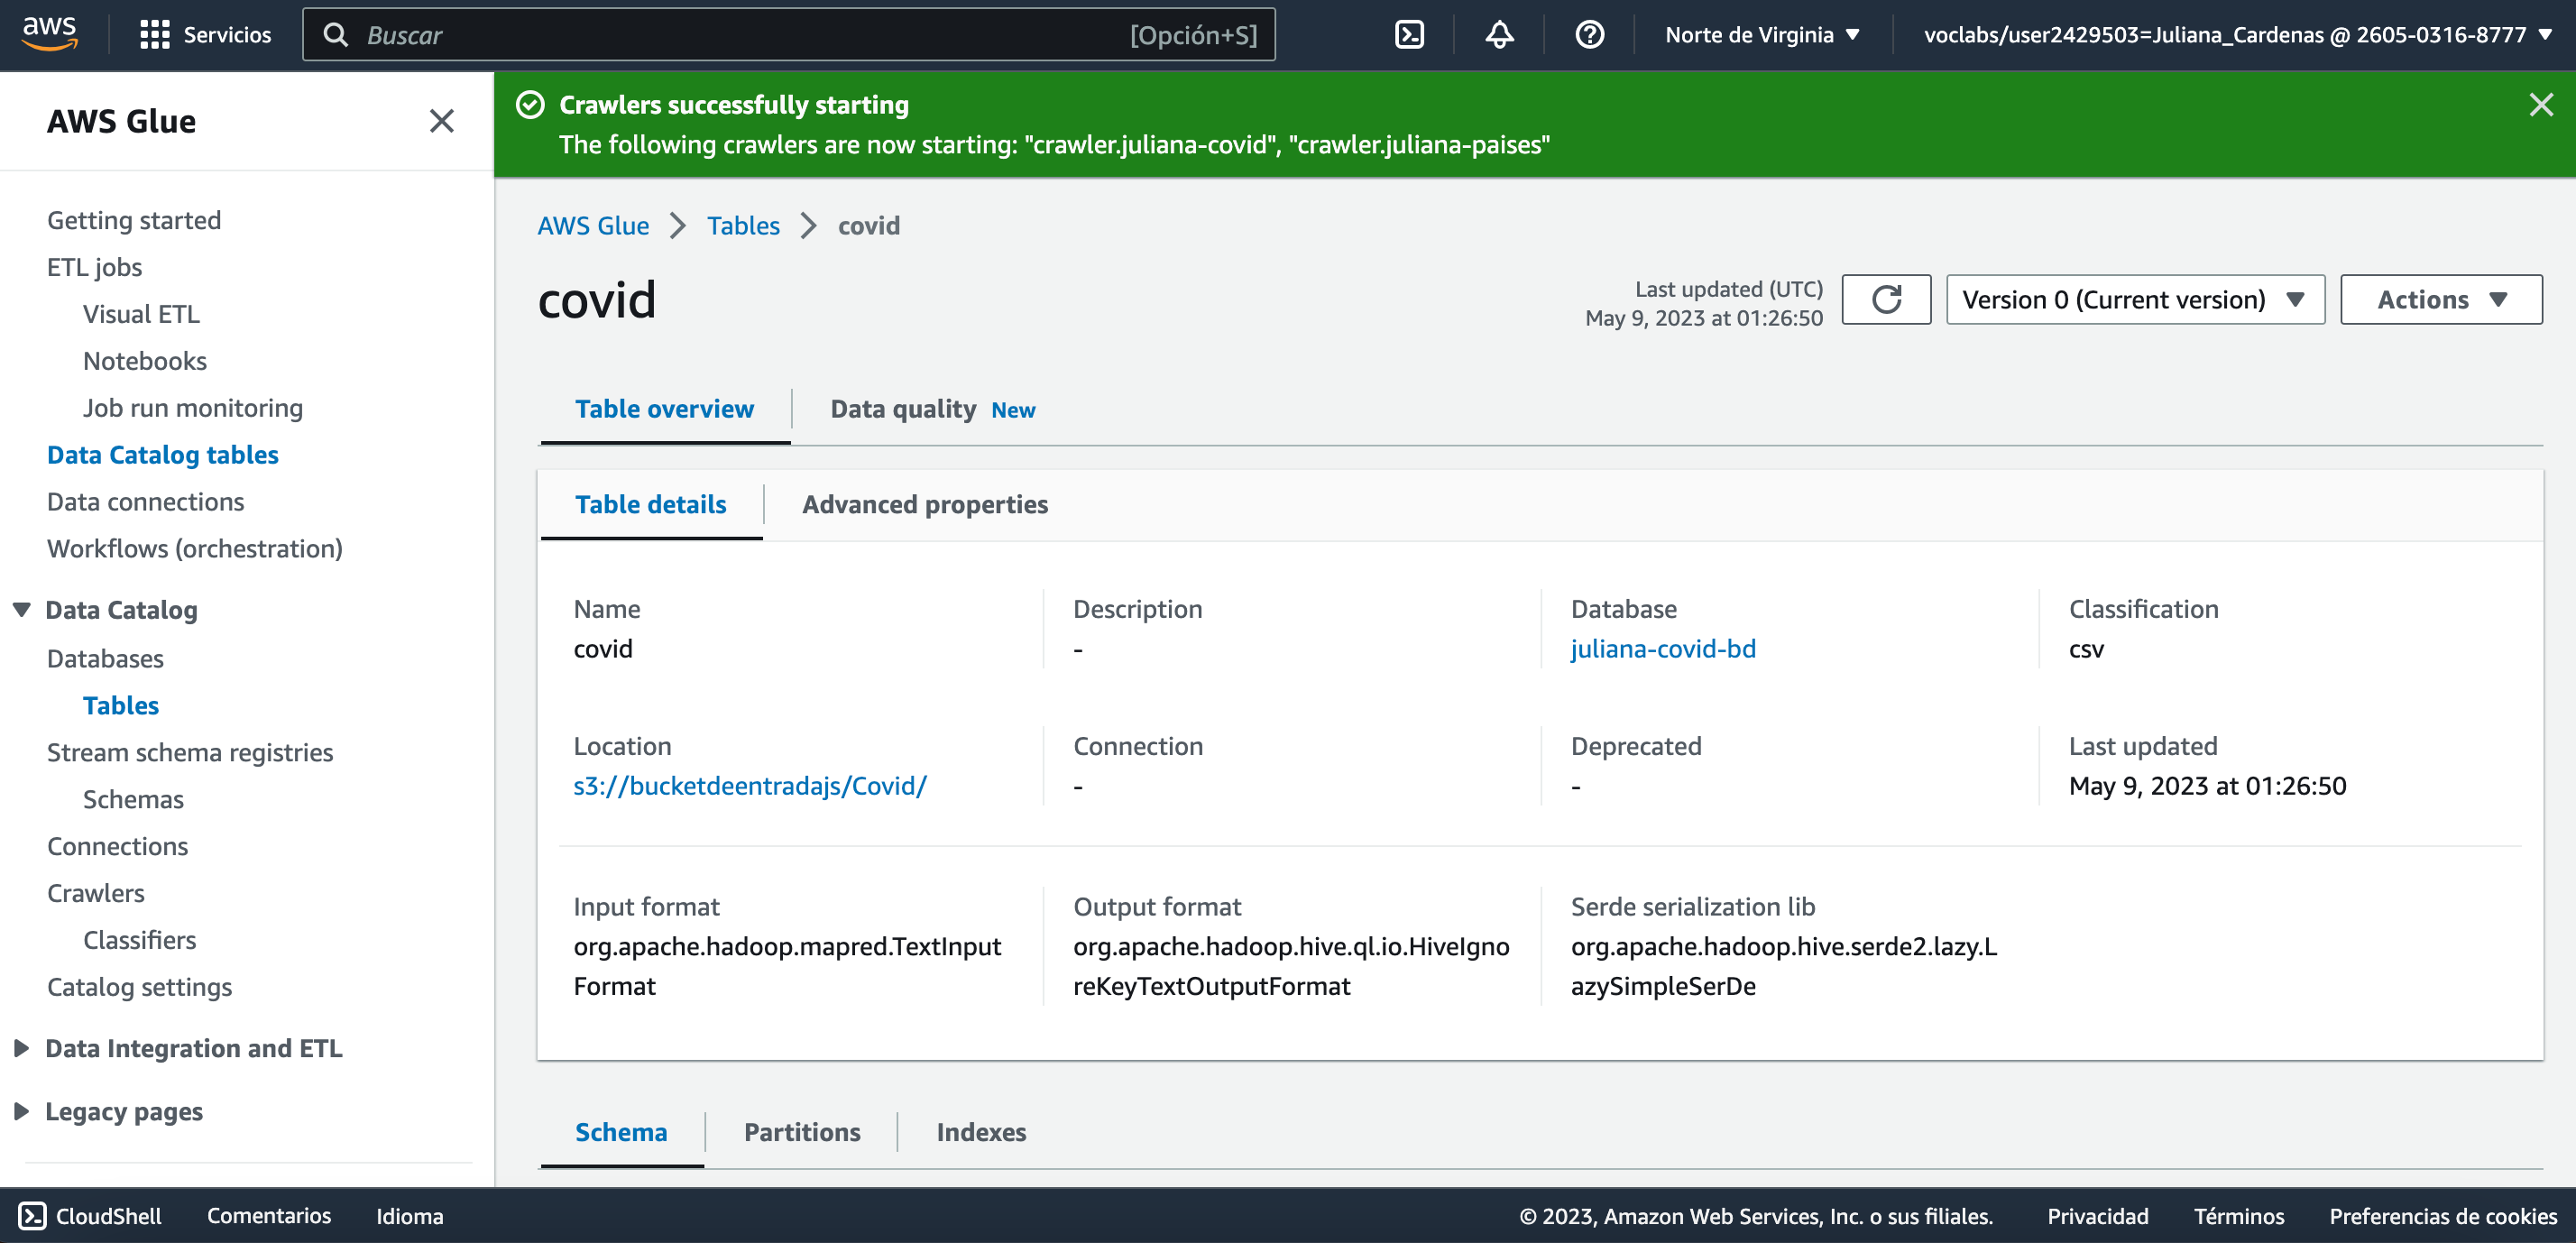 aws
Servicios
Buscar
[Opción+S]
Norte de Virginia
voclabs/user2429503=Juliana_Cardenas @ 2605-0316-8777
AWS Glue
Getting started
ETL jobs
Visual ETL
Notebooks
Job run monitoring
Data Catalog tables
Data connections
Workflows (orchestration)
Data Catalog
Databases
Tables
Stream schema registries
Schemas
Connections
Crawlers
Classifiers
Catalog settings
Data Integration and ETL
Legacy pages
Crawlers successfully starting
The following crawlers are now starting: "crawler.juliana-covid", "crawler.juliana-paises"
AWS Glue
Tables
covid
covid
Last updated (UTC)
May 9, 2023 at 01:26:50
Version 0 (Current version)
Actions
Table overview
Data quality New
Table details
Advanced properties
Name
covid
Description
-
Database
juliana-covid-bd
Classification
csv
Location
s3://bucketdeentradajs/Covid/
Connection
-
Deprecated
-
Last updated
May 9, 2023 at 01:26:50
Input format
org.apache.hadoop.mapred.TextInput
Format
Output format
org.apache.hadoop.hive.ql.io.HiveIgno
reKeyTextOutputFormat
Serde serialization lib
org.apache.hadoop.hive.serde2.lazy.L
azySimpleSerDe
Schema
Partitions
Indexes
CloudShell
Comentarios
Idioma
© 2023, Amazon Web Services, Inc. o sus filiales.
Privacidad
Términos
Preferencias de cookies